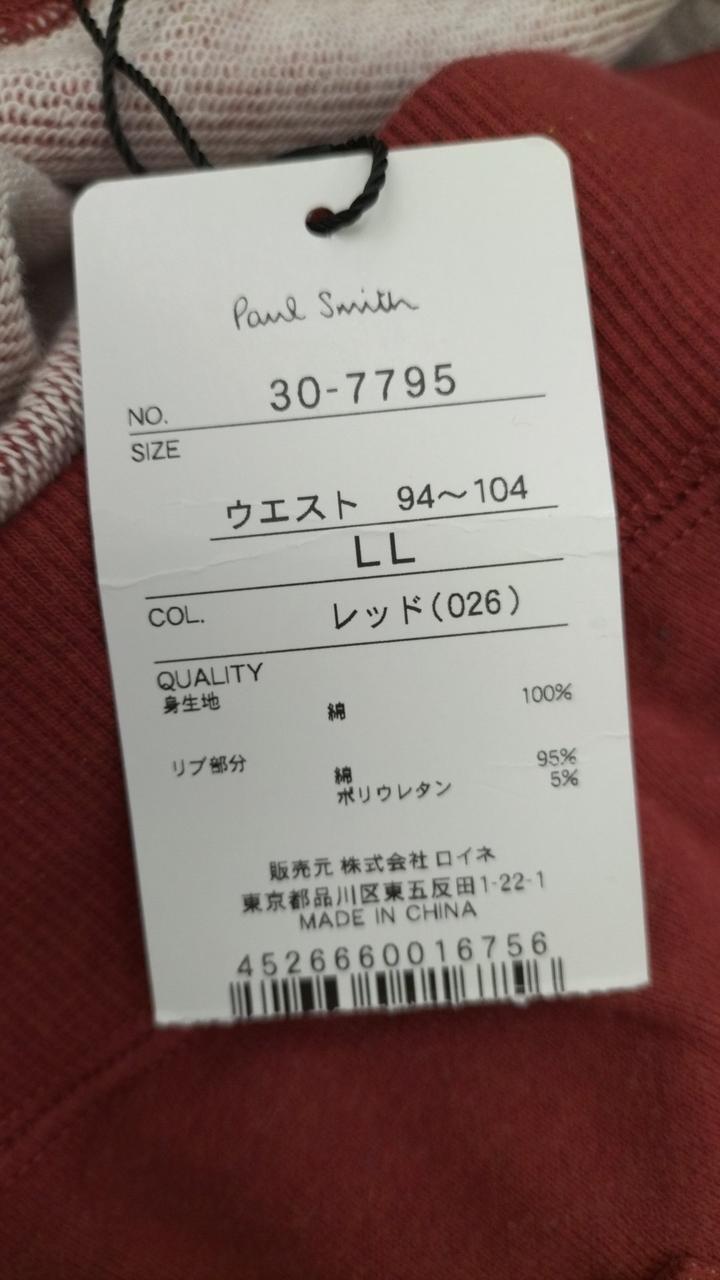 Paul Smith
NO. 30-7795
SIZE
ウエスト 94～104
LL
COL. レッド(026)
QUALITY
身生地 綿 100%
リブ部分 綿 95%
ポリウレタン 5%
販売元 株式会社 ロイネ
東京都品川区東五反田1-22-1
MADE IN CHINA
4526660016756